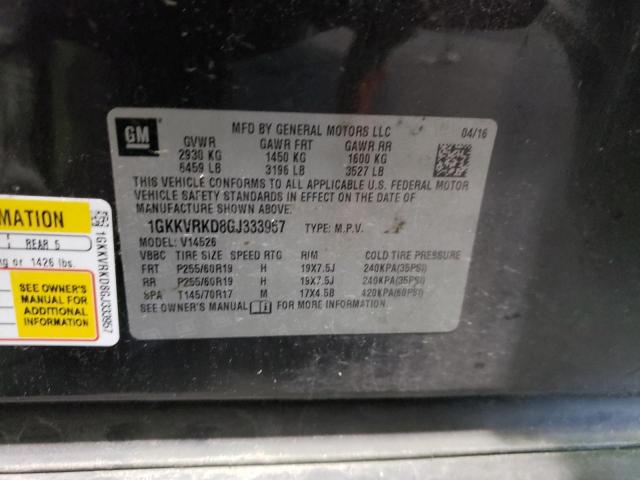 GM
MFD BY GENERAL MOTORS LLC 04/16
GVWR GAWR FRT GAWR RR
2930 KG 1450 KG 1600 KG
6459 LB 3196 LB 3527 LB
THIS VEHICLE CONFORMS TO ALL APPLICABLE U.S. FEDERAL MOTOR
VEHICLE SAFETY STANDARDS IN EFFECT ON THE DATE OF
MANUFACTURE SHOWN ABOVE.
1GKKVRKD8GJ333967 TYPE: M.P.V.
MODEL: V14526
VBBC TIRE SIZE SPEED RTG RIM COLD TIRE PRESSURE
FRT P255/60R19 H 19X7.5J 240KPA(35PSI)
RR P255/60R19 H 19X7.5J 240KPA(35PSI)
SPA T145/70R17 M 17X4.5B 420KPA(60PSI)
SEE OWNER'S MANUAL FOR MORE INFORMATION.
MATION
REAR 5
kg or 1426 lbs.
SEE OWNER'S
MANUAL FOR
ADDITIONAL
INFORMATION
1GKKVRKD8GJ333967